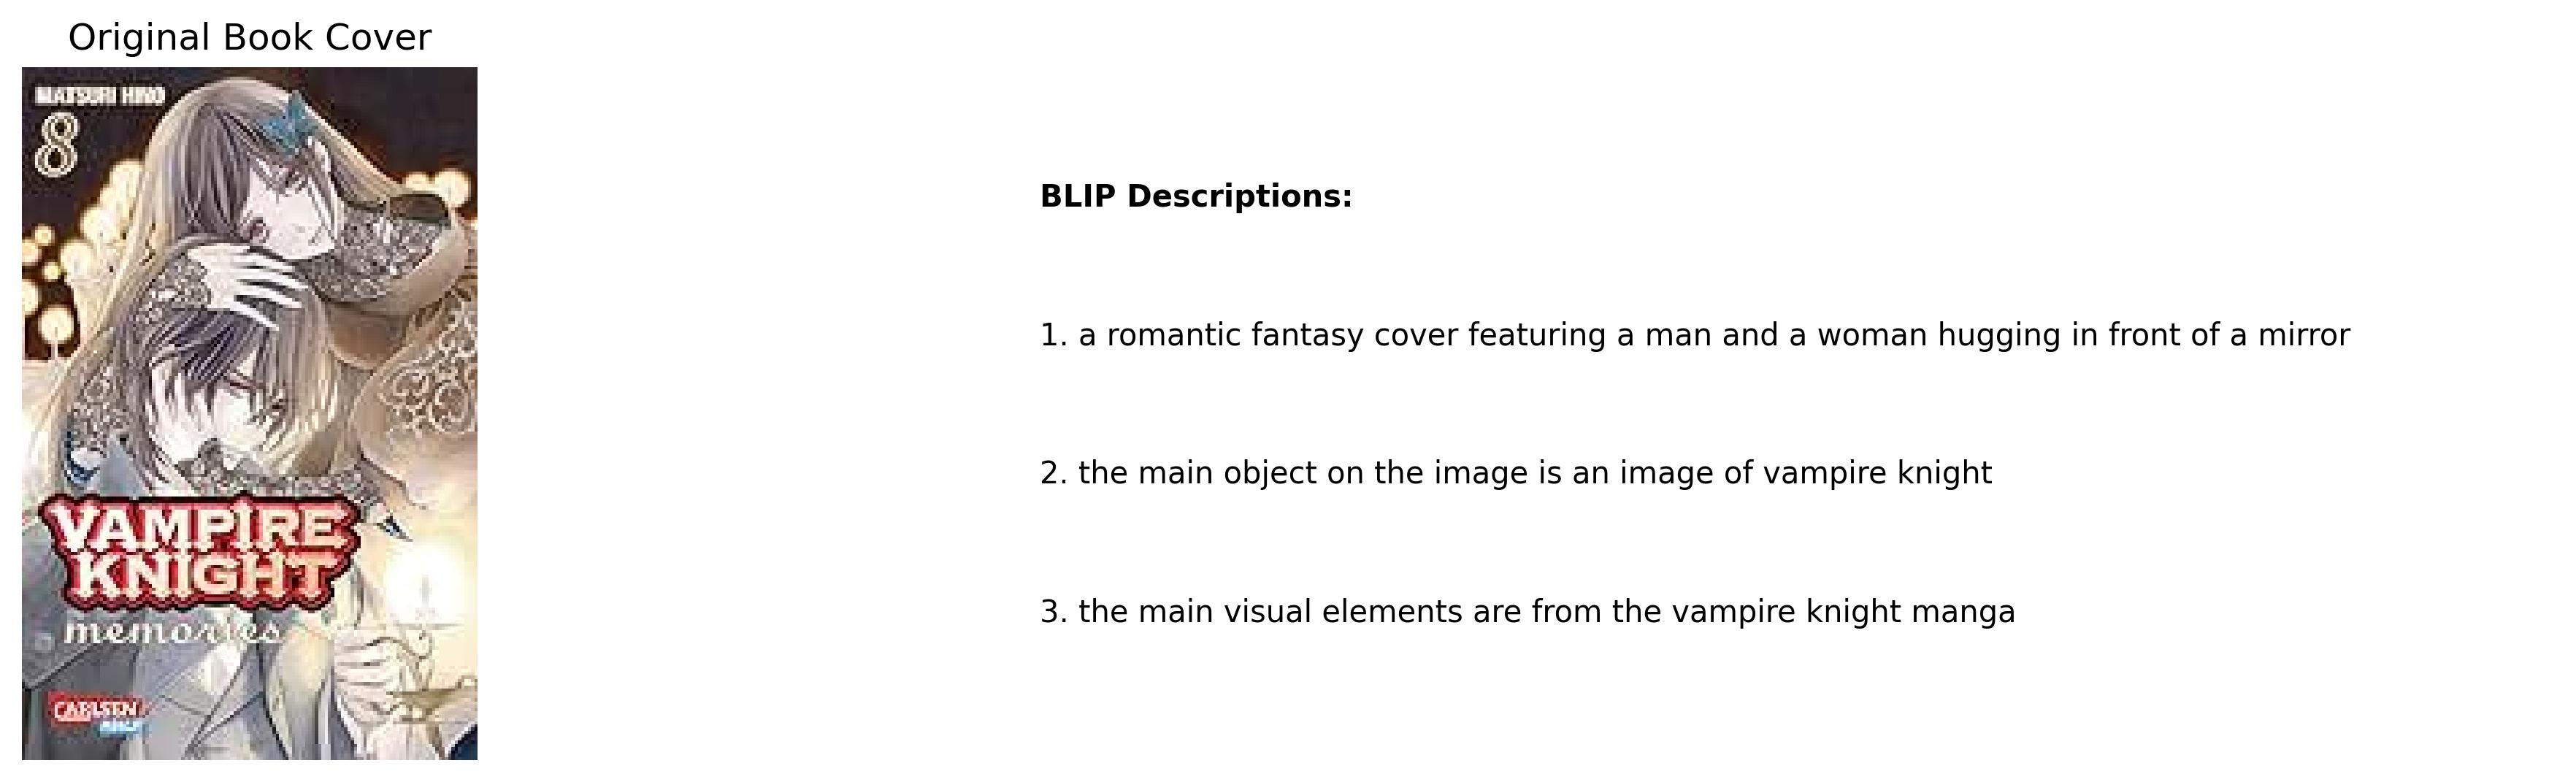 Original Book Cover
MATSURI HINO
8
VAMPIRE
KNIGHT
memories
CARLSEN
BLIP Descriptions:
1. a romantic fantasy cover featuring a man and a woman hugging in front of a mirror
2. the main object on the image is an image of vampire knight
3. the main visual elements are from the vampire knight manga